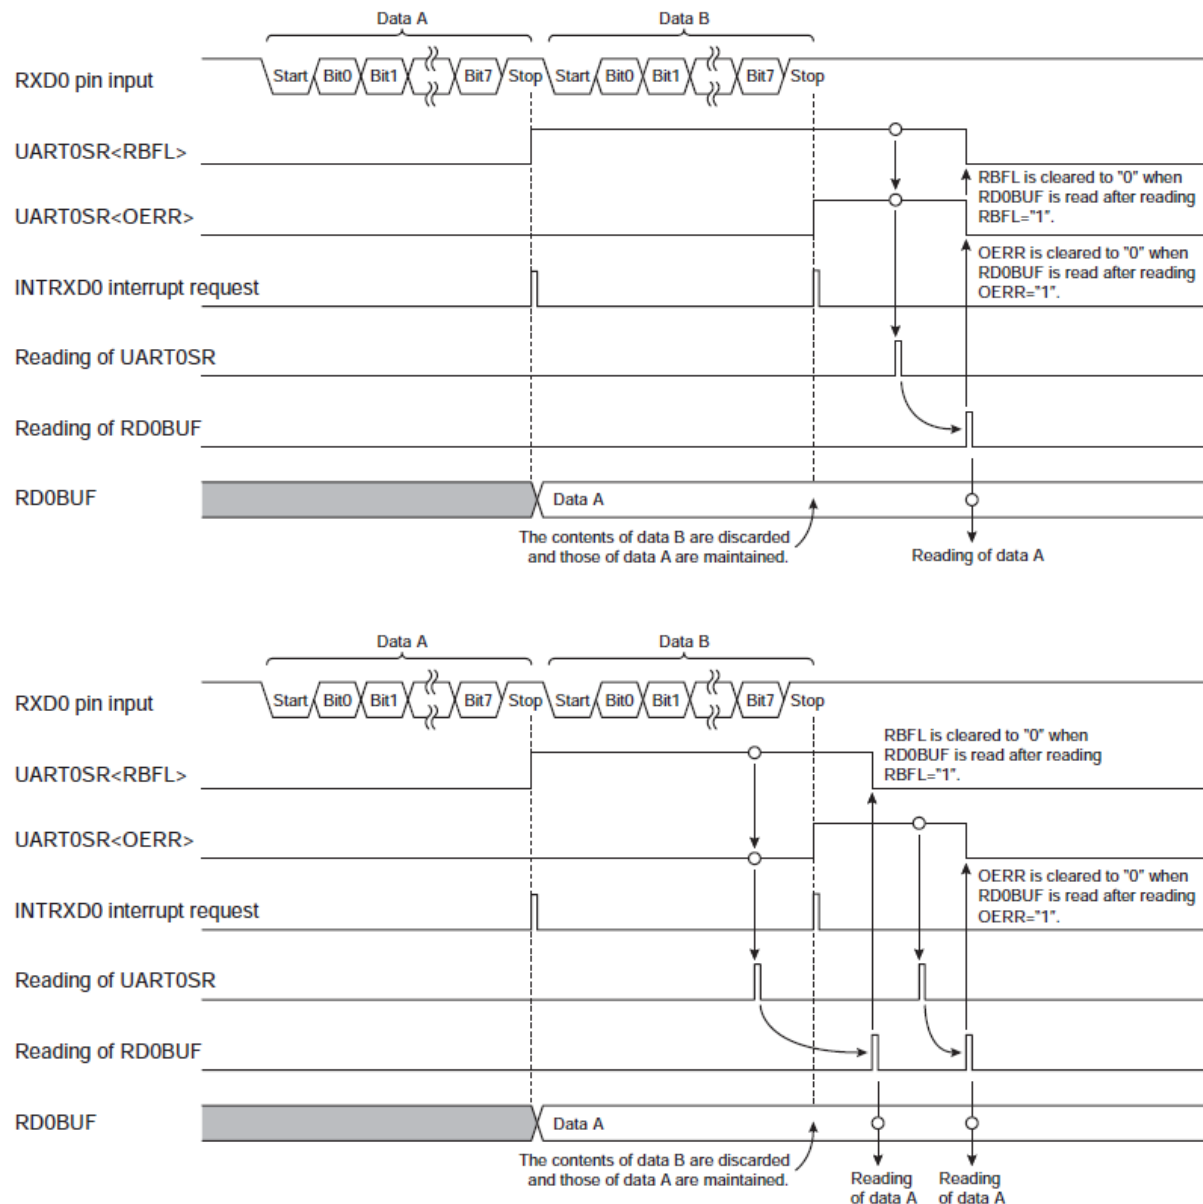 Data A
Data B
RXD0 pin input
Start Bit0 Bit1 Bit7 Stop Start Bit0 Bit1 Bit7 Stop
UART0SR<RBFL>
RBFL is cleared to "0" when
RD0BUF is read after reading
RBFL="1".
UART0SR<OERR>
OERR is cleared to "0" when
RD0BUF is read after reading
OERR="1".
INTRXD0 interrupt request
Reading of UART0SR
Reading of RD0BUF
RD0BUF
Data A
The contents of data B are discarded
and those of data A are maintained.
Reading of data A
Data A
Data B
RXD0 pin input
Start Bit0 Bit1 Bit7 Stop Start Bit0 Bit1 Bit7 Stop
RBFL is cleared to "0" when
RD0BUF is read after reading
RBFL="1".
UART0SR<RBFL>
UART0SR<OERR>
OERR is cleared to "0" when
RD0BUF is read after reading
OERR="1".
INTRXD0 interrupt request
Reading of UART0SR
Reading of RD0BUF
RD0BUF
Data A
The contents of data B are discarded
and those of data A are maintained.
Reading
of data A
Reading
of data A